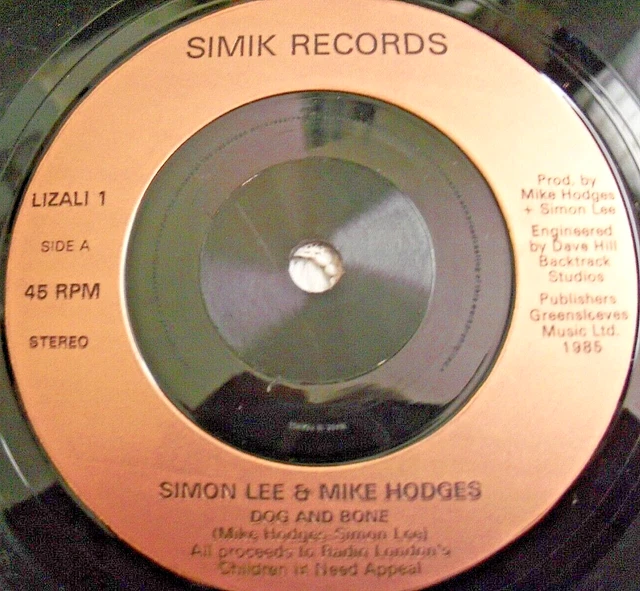 SIMIK RECORDS
LIZALI 1
SIDE A
45 RPM
STEREO
Prod. by
Mike Hodges
+ Simon Lee
Engineered
by Dave Hill
Backtrack
Studios
Publishers
Greensleeves
Music Ltd.
1985
SIMON LEE & MIKE HODGES
DOG AND BONE
(Mike Hodges-Simon Lee)
All proceeds to Radio London's
Children in Need Appeal